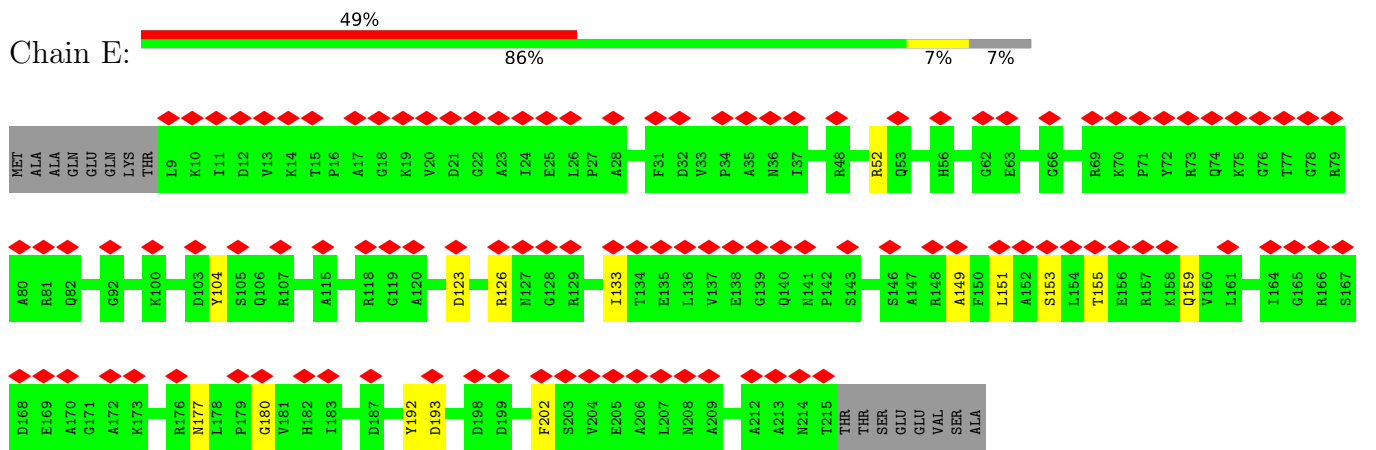 49%
Chain E:
86% 7% 7%
MET ALA ALA GLN GLU GLN LYS THR L9 K10 I11 D12 V13 K14 T15 P16 A17 G18 K19 V20 D21 G22 A23 I24 E25 L26 P27 A28 F31 D32 V33 P34 A35 N36 I37 R48 R52 Q53 H56 G62 E63 G66 R69 K70 P71 Y72 R73 Q74 K75 G76 T77 G78 R79
A80 R81 Q82 G92 K100 D103 Y104 S105 Q106 R107 A115 R118 G119 A120 D123 R126 N127 G128 R129 I133 T134 E135 L136 V137 E138 G139 Q140 N141 P142 S143 S146 A147 R148 A149 F150 L151 A152 S153 L154 T155 E156 R157 K158 Q159 V160 L161 I164 G165 R166 S167
D168 E169 A170 G171 A172 K173 R176 N177 L178 P179 G180 V181 H182 I183 D187 Y192 D193 D198 D199 F202 S203 V204 E205 A206 L207 N208 A209 A212 A213 N214 T215 THR THR SER GLU GLU VAL SER ALA